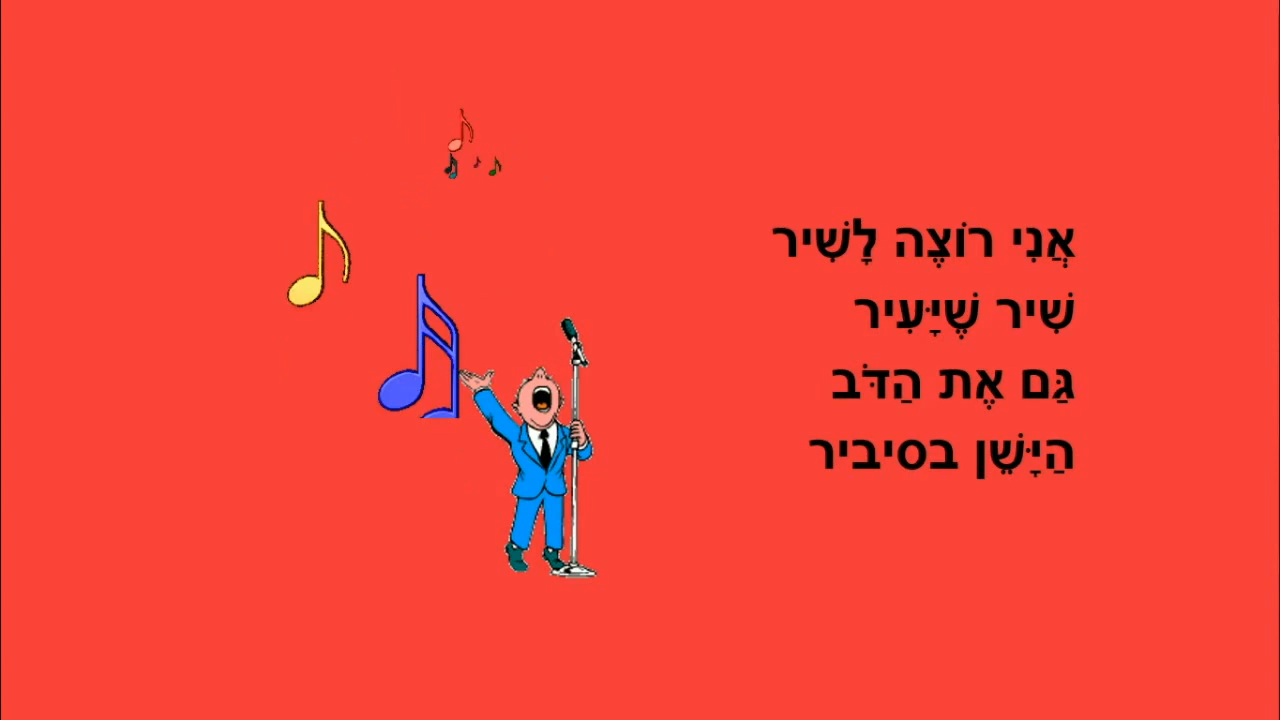 אֲנִי רוֹצֶה לָשִׁיר
שִׁיר שֶׁיָּעִיר
גַּם אֶת הַדֹּב
הַיָּשֵׁן בסיביר